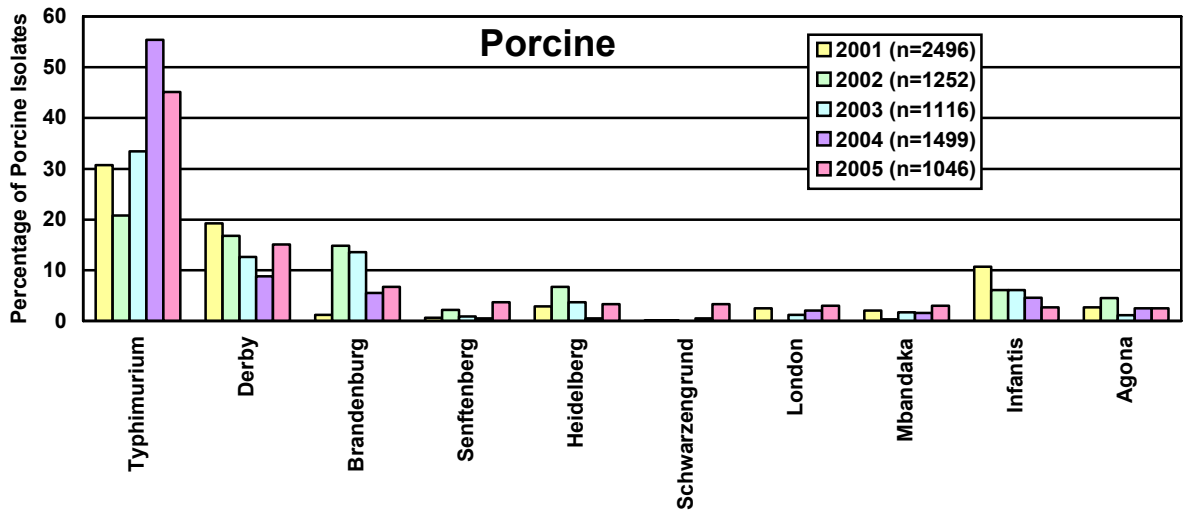 Porcine
Percentage of Porcine Isolates
60
50
40
30
20
10
0
2001 (n=2496)
2002 (n=1252)
2003 (n=1116)
2004 (n=1499)
2005 (n=1046)
Typhimurium
Derby
Brandenburg
Senftenberg
Heidelberg
Schwarzengrund
London
Mbandaka
Infantis
Agona